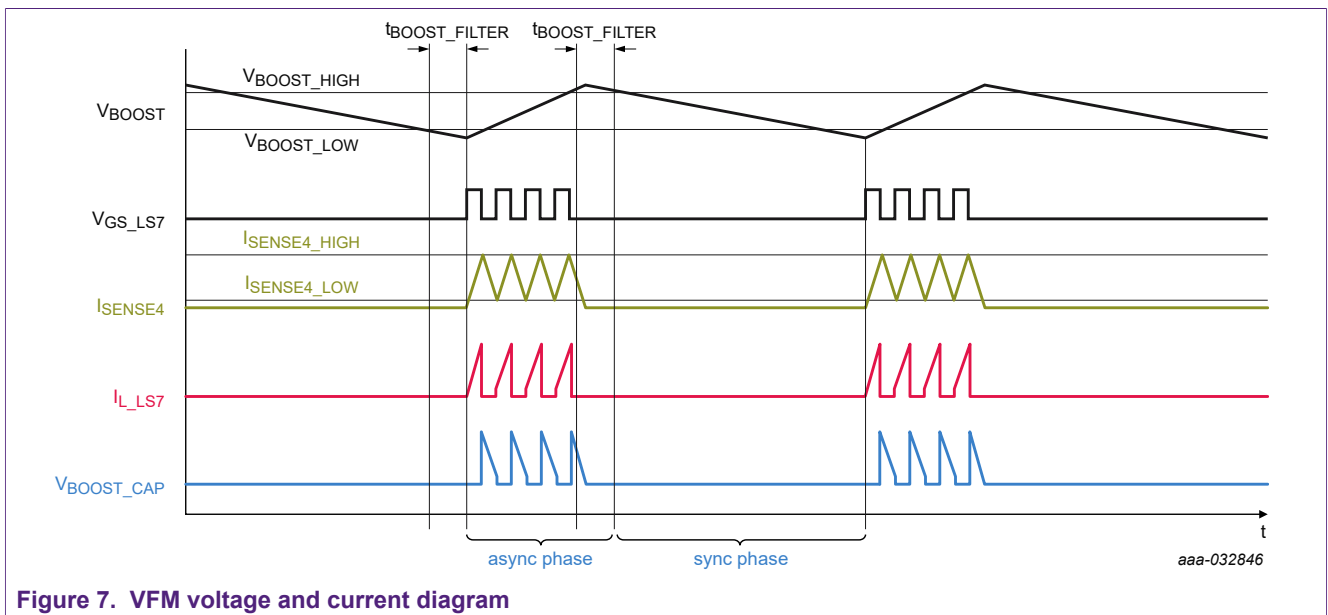 tBOOST_FILTER
tBOOST_FILTER
VBOOST_HIGH
VBOOST
VBOOST_LOW
VGS_LS7
ISENSE4_HIGH
ISENSE4_LOW
ISENSE4
IL_LS7
VBOOST_CAP
t
async phase
sync phase
aaa-032846
Figure 7. VFM voltage and current diagram